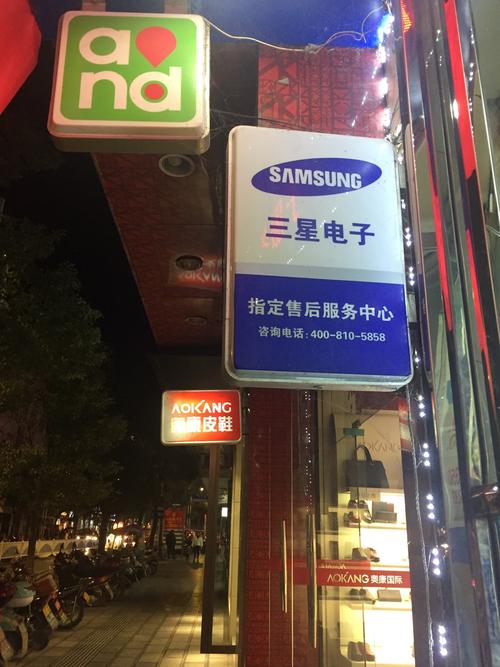 and
SAMSUNG
三星电子
指定售后服务中心
咨询电话:400-810-5858
AOKANG
奥康皮鞋
AOKANG 奥康国际